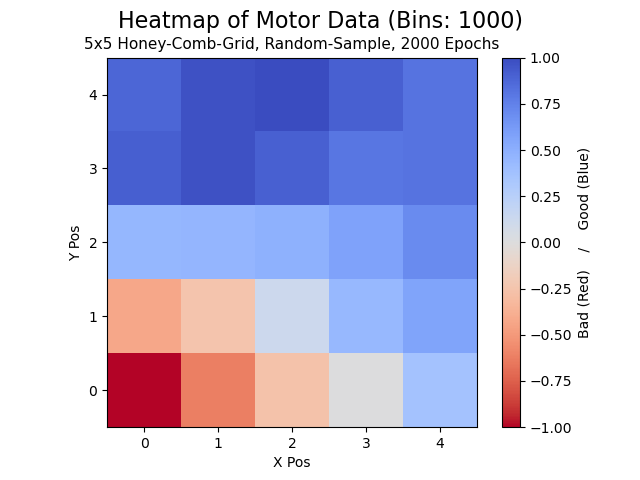 Heatmap of Motor Data (Bins: 1000)
5x5 Honey-Comb-Grid, Random-Sample, 2000 Epochs
4
3
2
1
0
Y Pos
0 1 2 3 4
X Pos
1.00
0.75
0.50
0.25
0.00
−0.25
−0.50
−0.75
−1.00
Bad (Red) / Good (Blue)